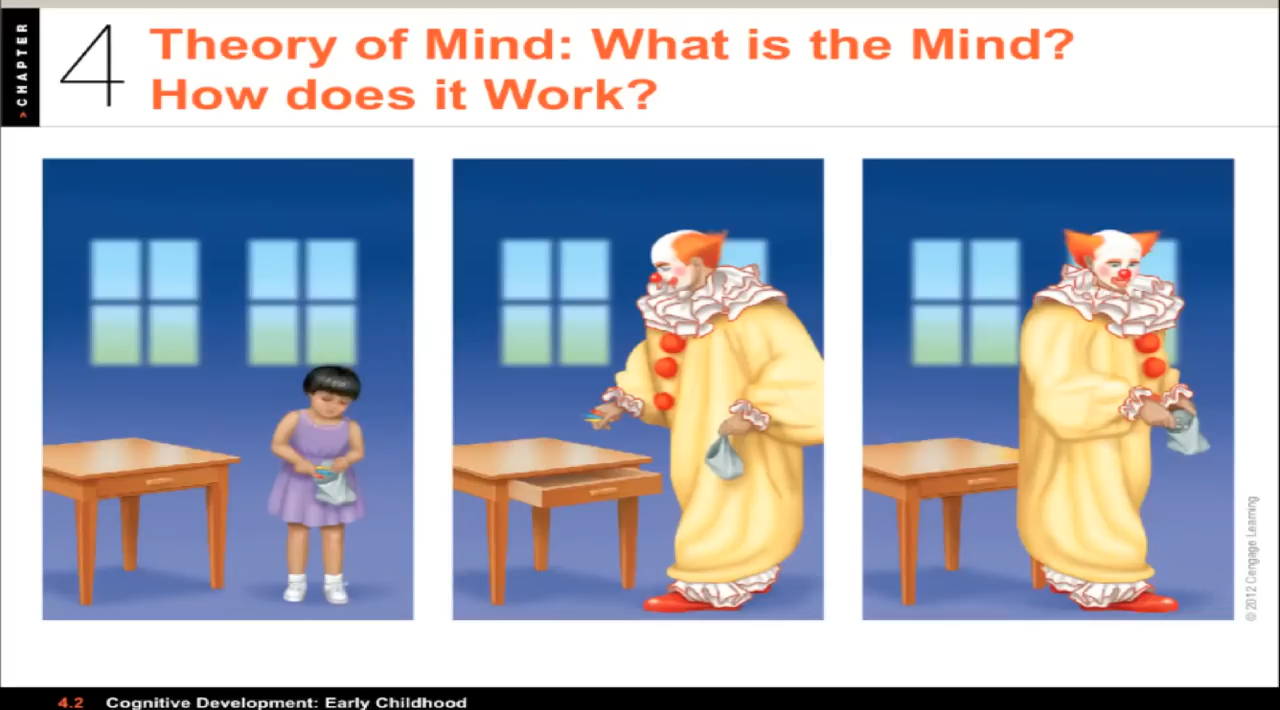 > CHAPTER
4
Theory of Mind: What is the Mind?
How does it Work?
© 2012 Cengage Learning
4.2 Cognitive Development: Early Childhood